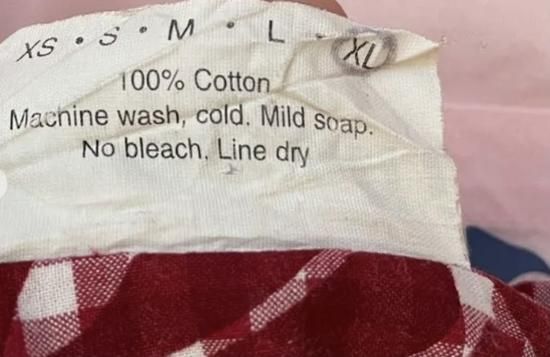 XS • S • M • L • XL
100% Cotton
Machine wash, cold. Mild soap.
No bleach. Line dry